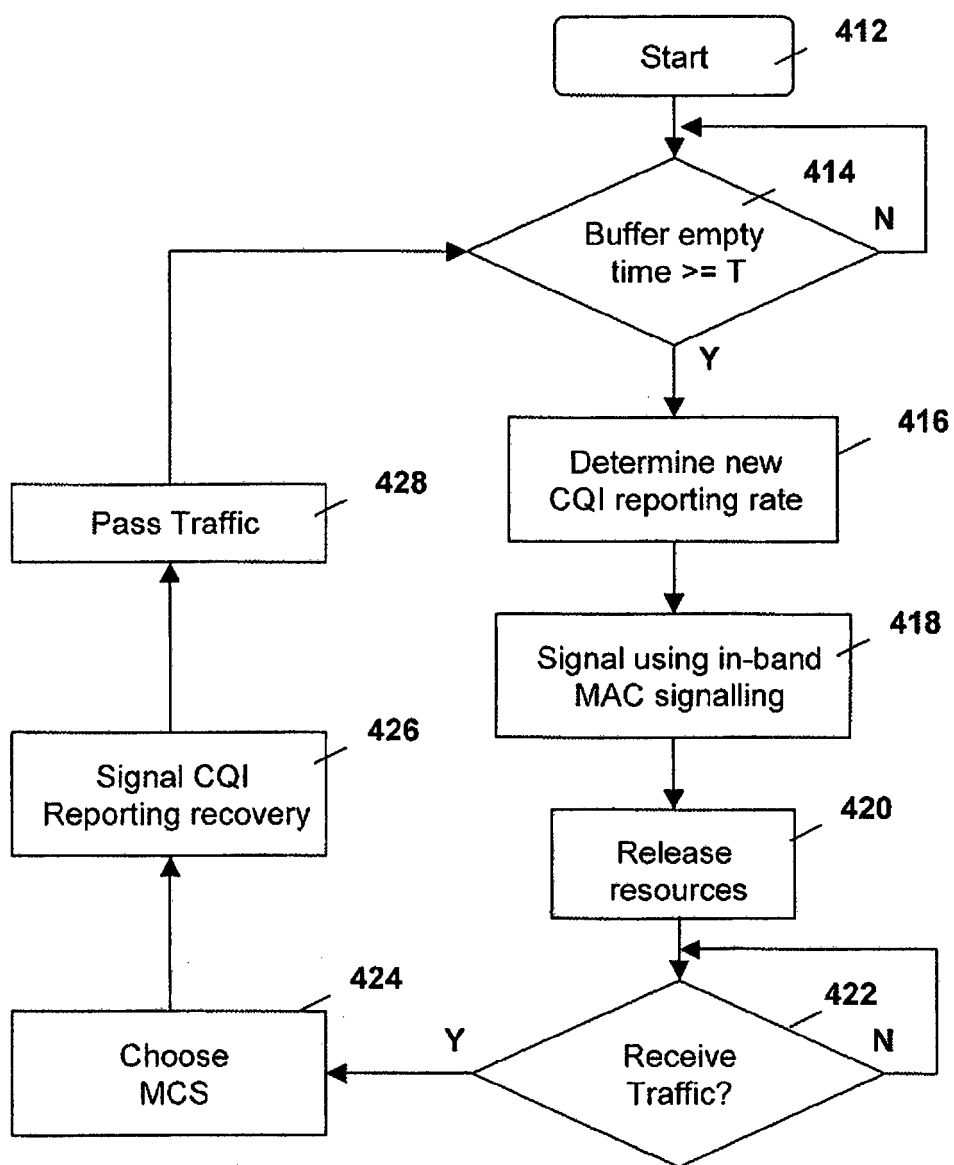 412
Start
414
Buffer empty
time >= T
N
Y
416
Determine new
CQI reporting rate
428
Pass Traffic
418
Signal using in-band
MAC signalling
426
Signal CQI
Reporting recovery
420
Release
resources
424
Choose
MCS
422
Y
Receive
Traffic?
N